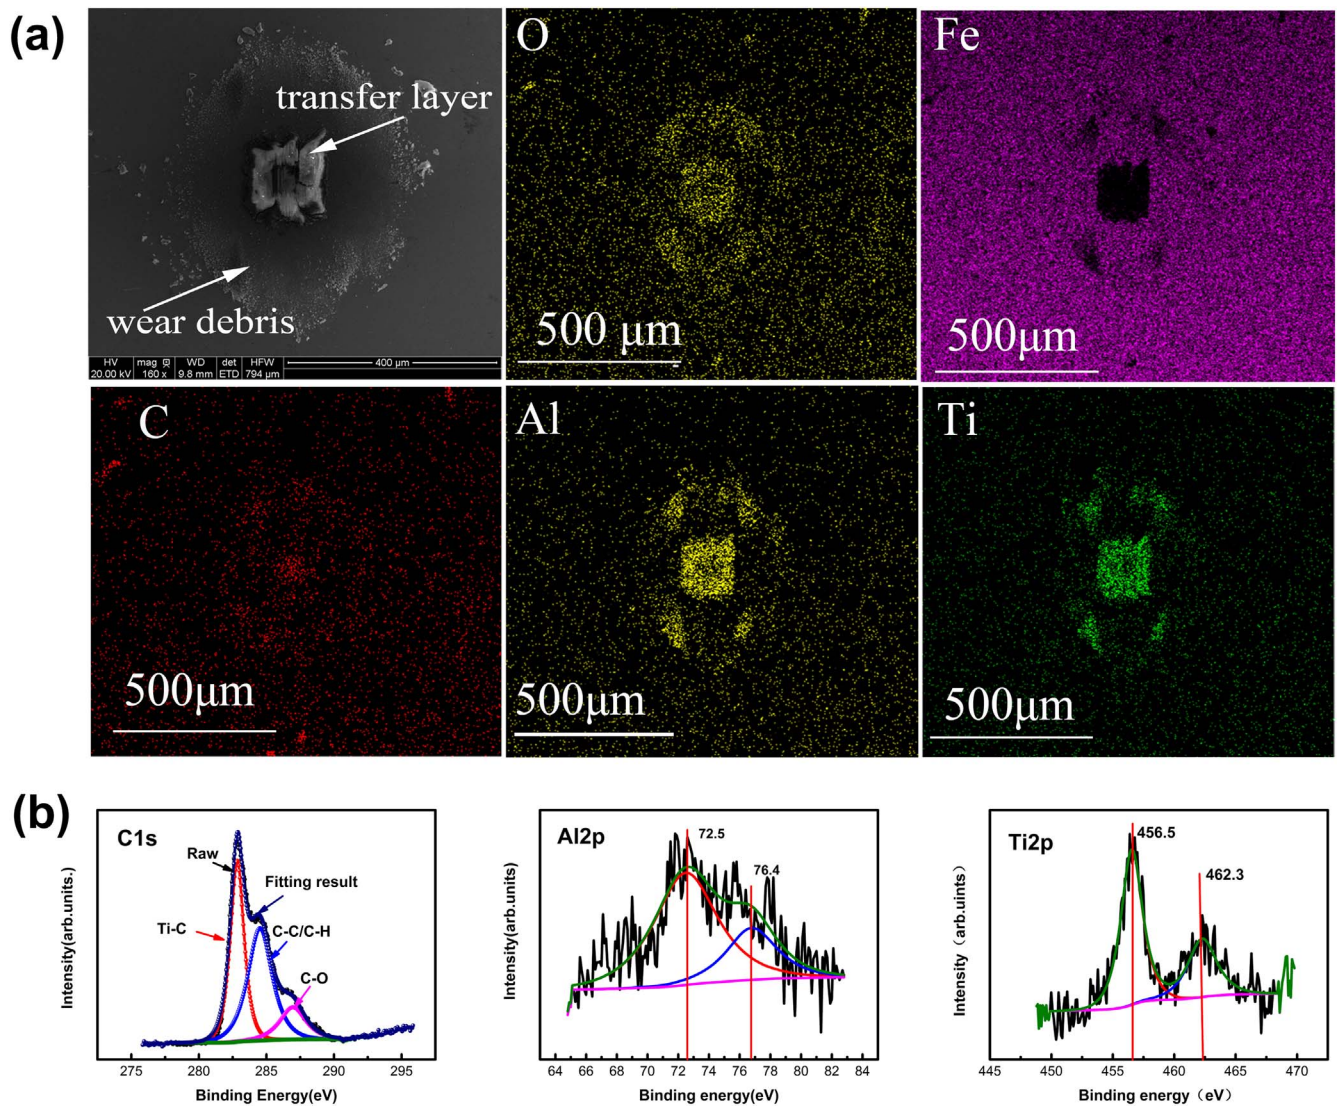 (a)
transfer layer
wear debris
HV mag WD det HFW 400 µm
20.00 kV 160 x 9.8 mm ETD 794 µm
O
500 µm
Fe
500µm
C
500µm
Al
500µm
Ti
500µm
(b)
C1s
Raw
Fitting result
Ti-C
C-C/C-H
C-O
Intensity(arb.units.)
275 280 285 290 295
Binding Energy(eV)
Al2p
72.5
76.4
Intensity(arb.units)
64 66 68 70 72 74 76 78 80 82 84
Binding energy(eV)
Ti2p
456.5
462.3
Intensity（arb.uints）
445 450 455 460 465 470
Binding energy（eV）